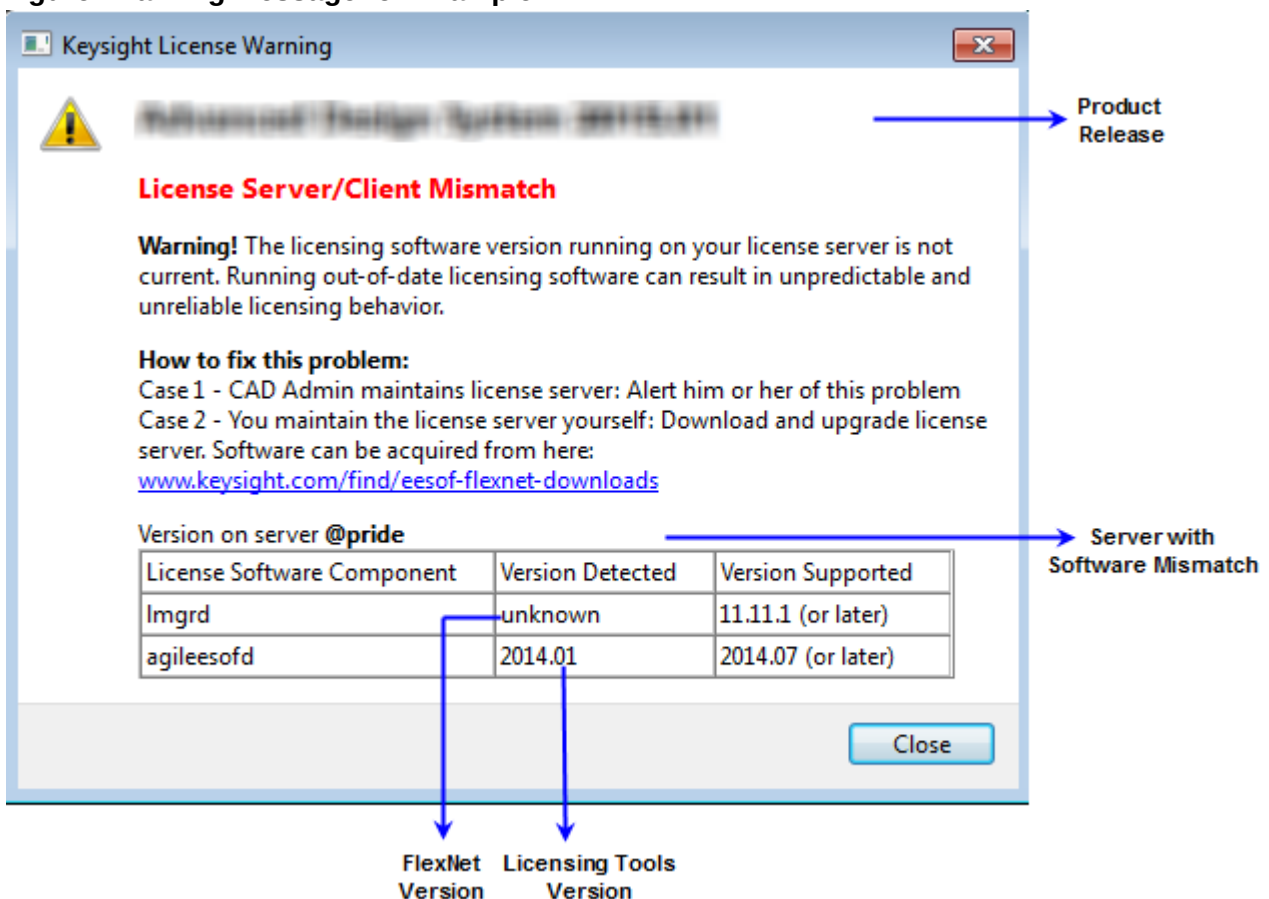 Keysight License Warning
Product
Release
License Server/Client Mismatch
Warning! The licensing software version running on your license server is not
current. Running out-of-date licensing software can result in unpredictable and
unreliable licensing behavior.
How to fix this problem:
Case 1 - CAD Admin maintains license server: Alert him or her of this problem
Case 2 - You maintain the license server yourself: Download and upgrade license
server. Software can be acquired from here:
www.keysight.com/find/eesof-flexnet-downloads
Version on server @pride
Server with
Software Mismatch
License Software Component Version Detected Version Supported
lmgrd unknown 11.11.1 (or later)
agileesofd 2014.01 2014.07 (or later)
Close
FlexNet
Version
Licensing Tools
Version